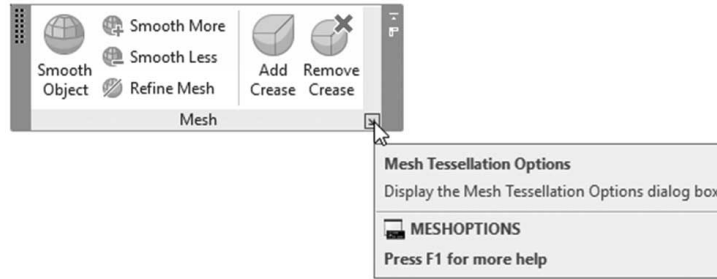 Smooth Object
Smooth More
Smooth Less
Refine Mesh
Add Crease
Remove Crease
Mesh
Mesh Tessellation Options
Display the Mesh Tessellation Options dialog box
MESHOPTIONS
Press F1 for more help